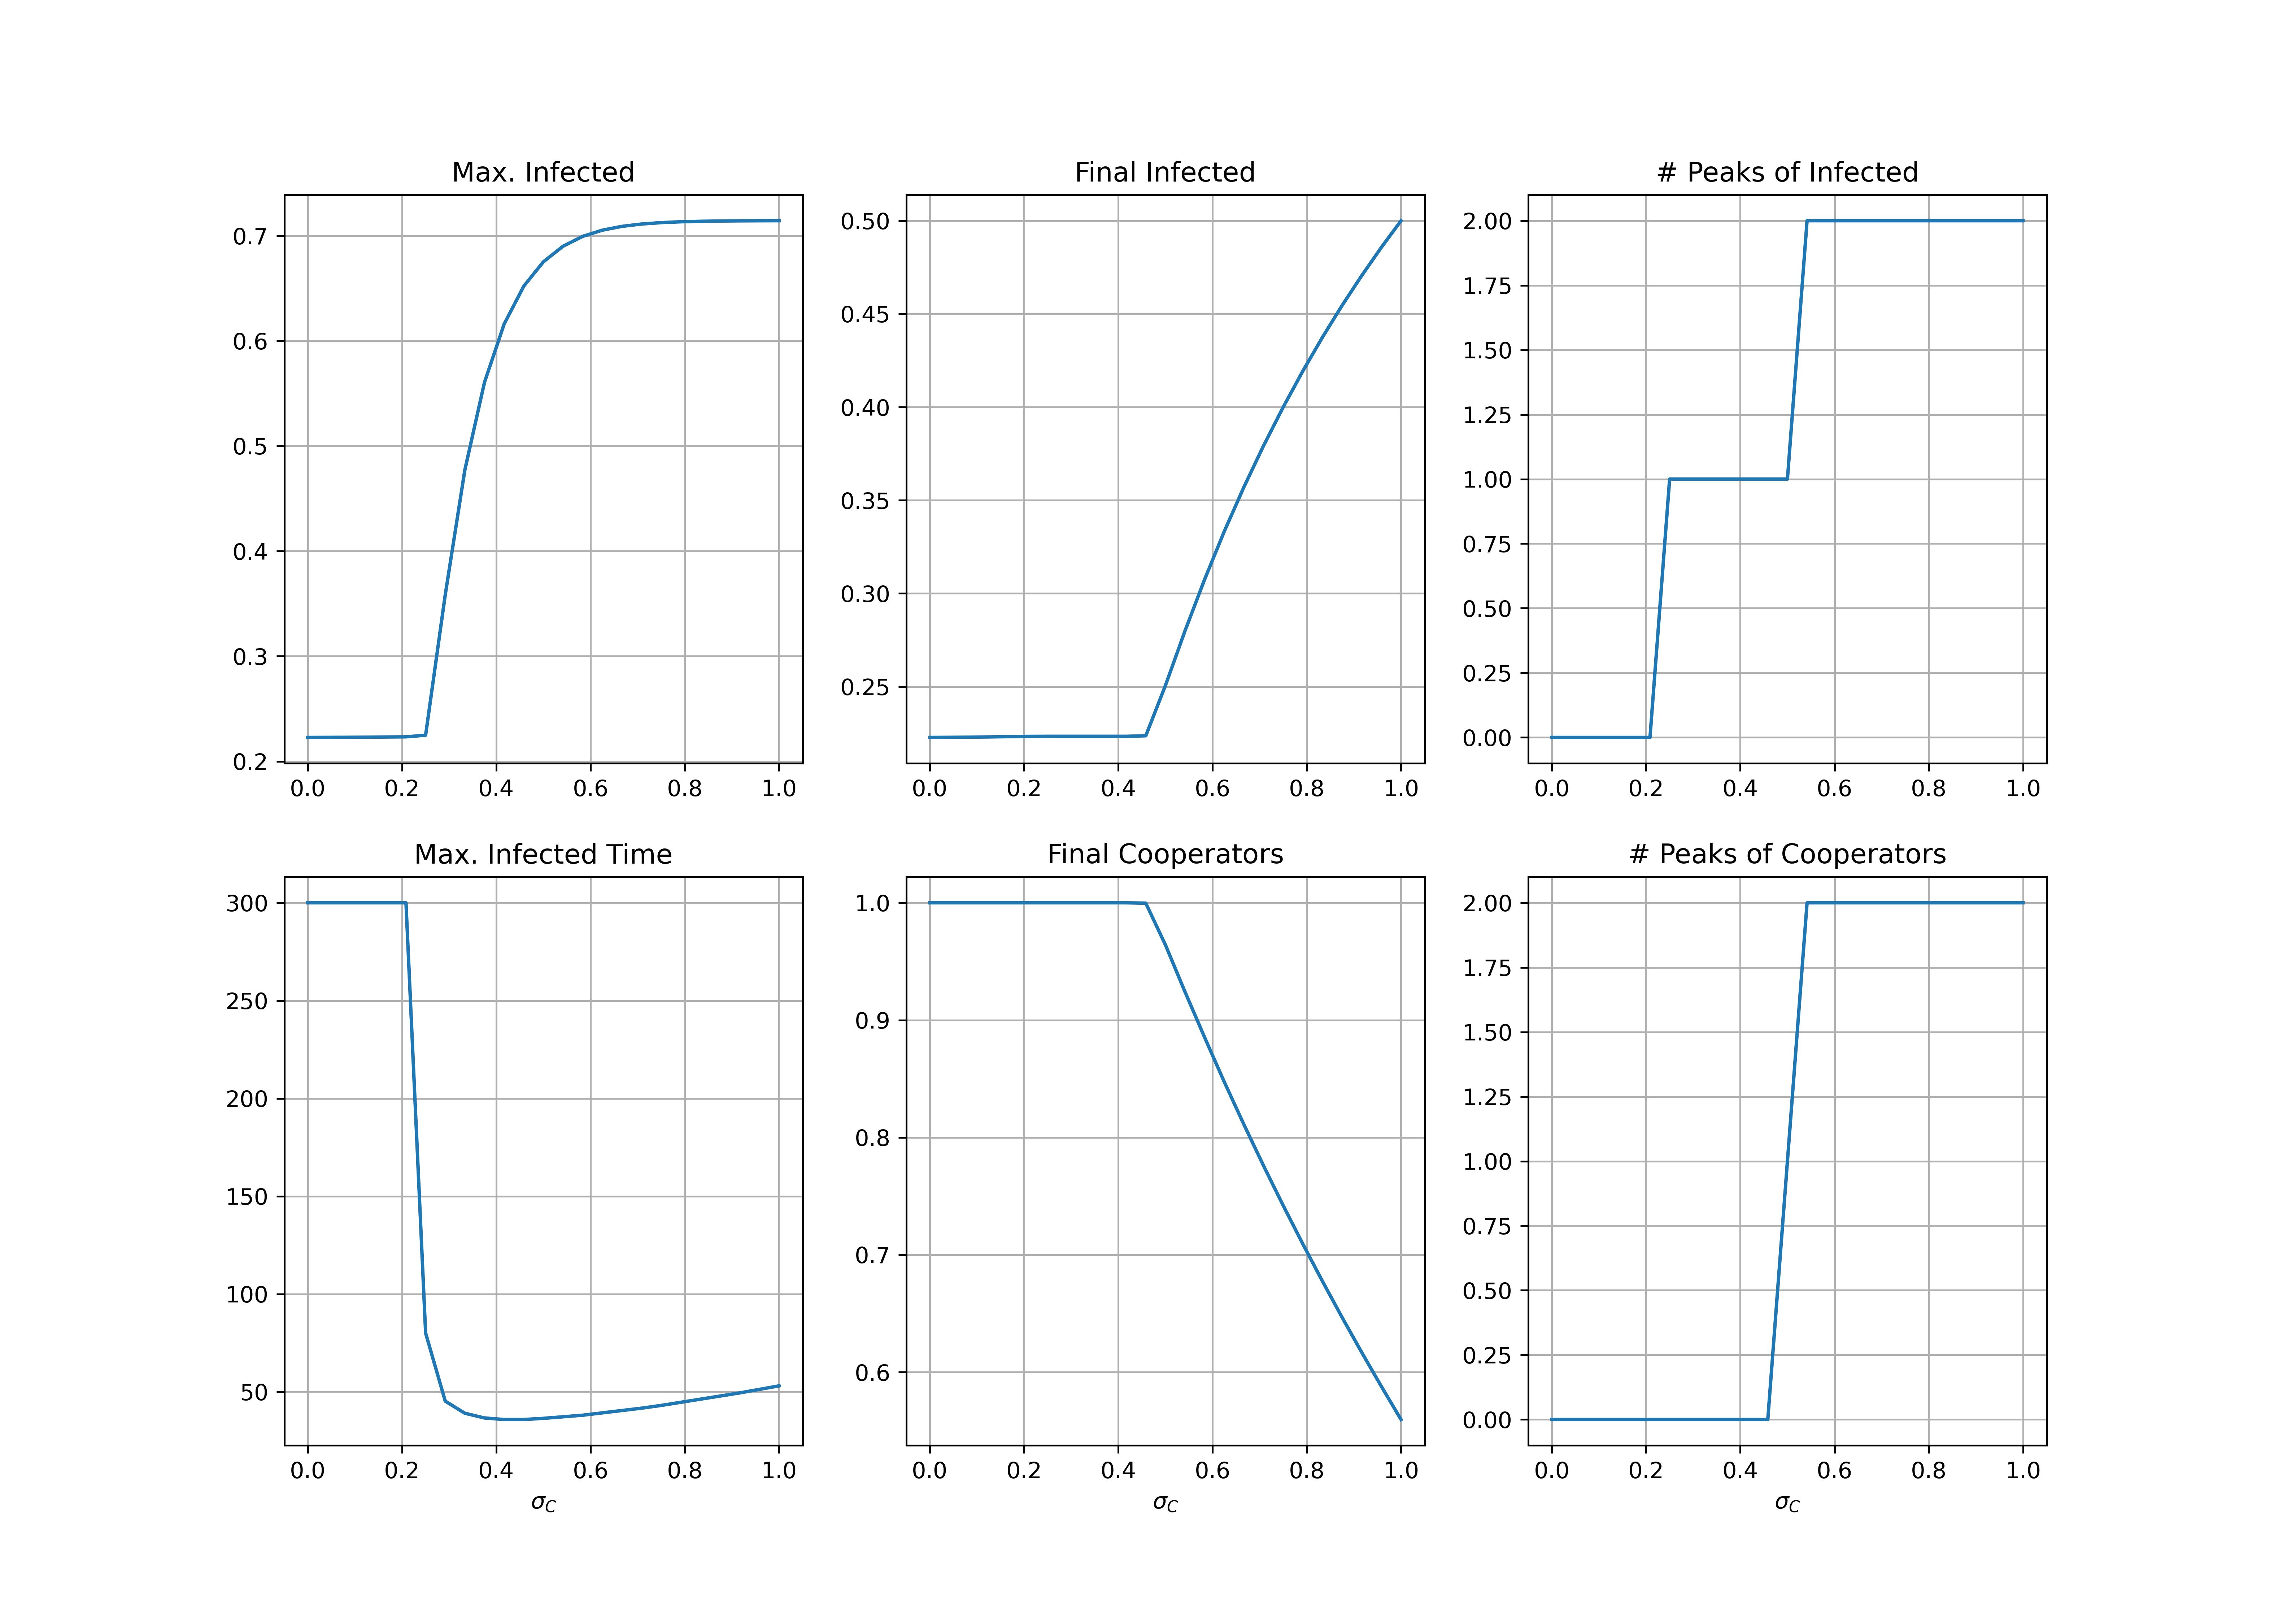 Max. Infected
0.7
0.6
0.5
0.4
0.3
0.2
0.0 0.2 0.4 0.6 0.8 1.0
Final Infected
0.50
0.45
0.40
0.35
0.30
0.25
0.0 0.2 0.4 0.6 0.8 1.0
# Peaks of Infected
2.00
1.75
1.50
1.25
1.00
0.75
0.50
0.25
0.00
0.0 0.2 0.4 0.6 0.8 1.0
Max. Infected Time
300
250
200
150
100
50
0.0 0.2 0.4 0.6 0.8 1.0
σ_C
Final Cooperators
1.0
0.9
0.8
0.7
0.6
0.0 0.2 0.4 0.6 0.8 1.0
σ_C
# Peaks of Cooperators
2.00
1.75
1.50
1.25
1.00
0.75
0.50
0.25
0.00
0.0 0.2 0.4 0.6 0.8 1.0
σ_C